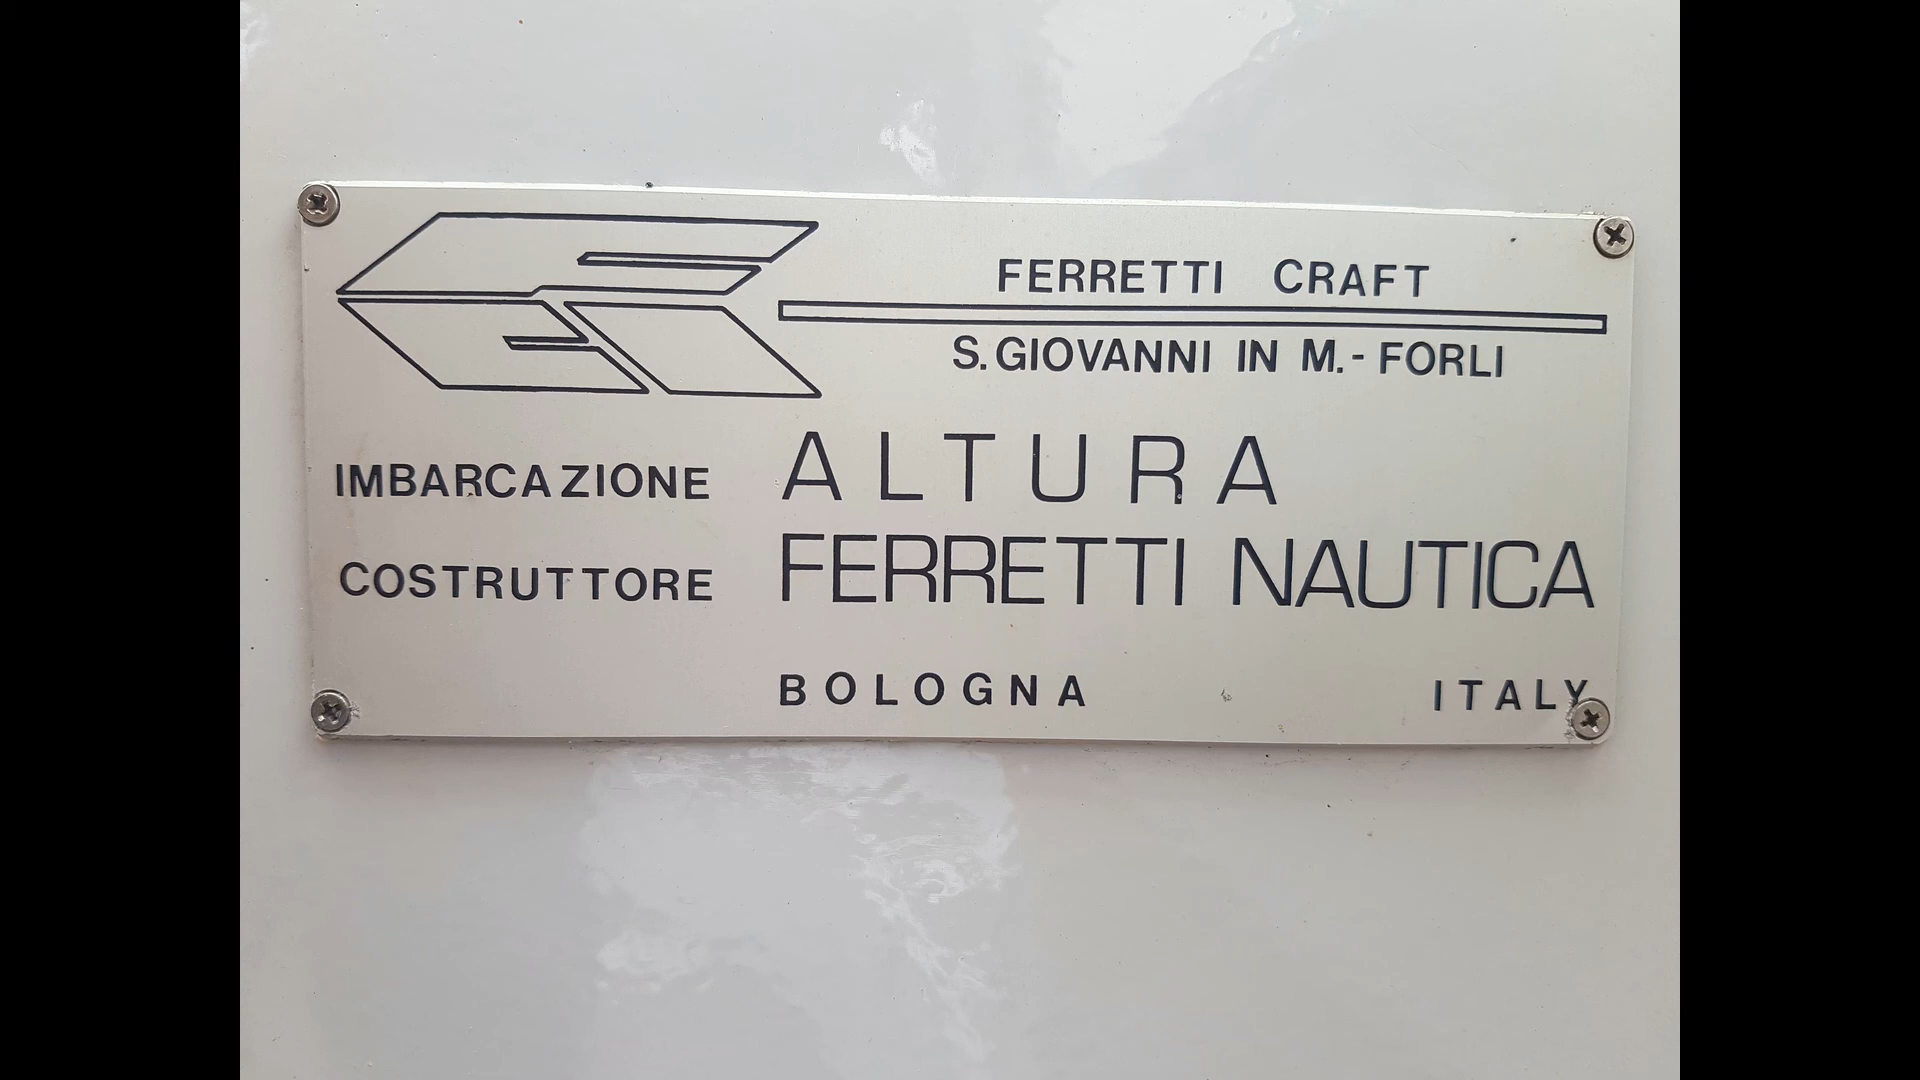 FERRETTI CRAFT
S. GIOVANNI IN M. - FORLI
IMBARCAZIONE ALTURA
COSTRUTTORE FERRETTI NAUTICA
BOLOGNA ITALY